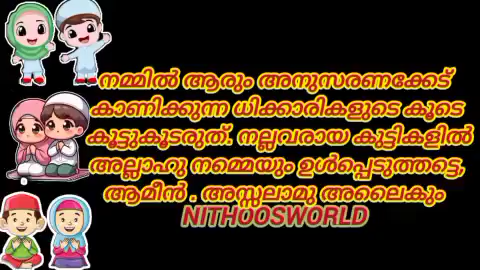 നമ്മിൽ ആരും അനുസരണക്കേട്
കാണിക്കുന്ന ധിക്കാരികളുടെ കൂടെ
കൂട്ടുകൂടരുത്. നല്ലവരായ കുട്ടികളിൽ
അല്ലാഹു നമ്മെയും ഉൾപ്പെടുത്തട്ടെ,
ആമീൻ . അസ്സലാമു അലൈകും
NITHOOSWORLD